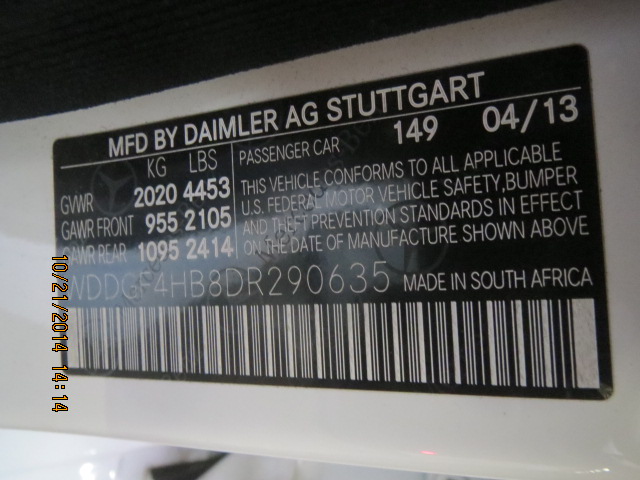 MFD BY DAIMLER AG STUTTGART
KG LBS
GVWR 2020 4453
GAWR FRONT 955 2105
GAWR REAR 1095 2414
PASSENGER CAR 149 04/13
THIS VEHICLE CONFORMS TO ALL APPLICABLE
U.S. FEDERAL MOTOR VEHICLE SAFETY,BUMPER
AND THEFT PREVENTION STANDARDS IN EFFECT
ON THE DATE OF MANUFACTURE SHOWN ABOVE
WDDGF4HB8DR290635 MADE IN SOUTH AFRICA
10/21/2014 14:14